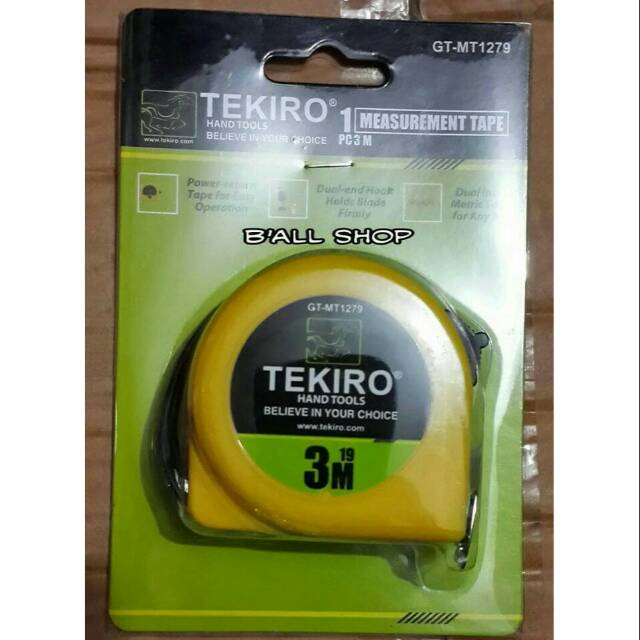 GT-MT1279
TEKIRO®
HAND TOOLS
BELIEVE IN YOUR CHOICE
www.tekiro.com
1
PC 3 M
MEASUREMENT TAPE
Tape for Easy
Operation
Dual-end Hook
Holds Blade
Firmly
Metric
for
B'ALL SHOP
GT-MT1279
TEKIRO®
HAND TOOLS
BELIEVE IN YOUR CHOICE
www.tekiro.com
3M
19